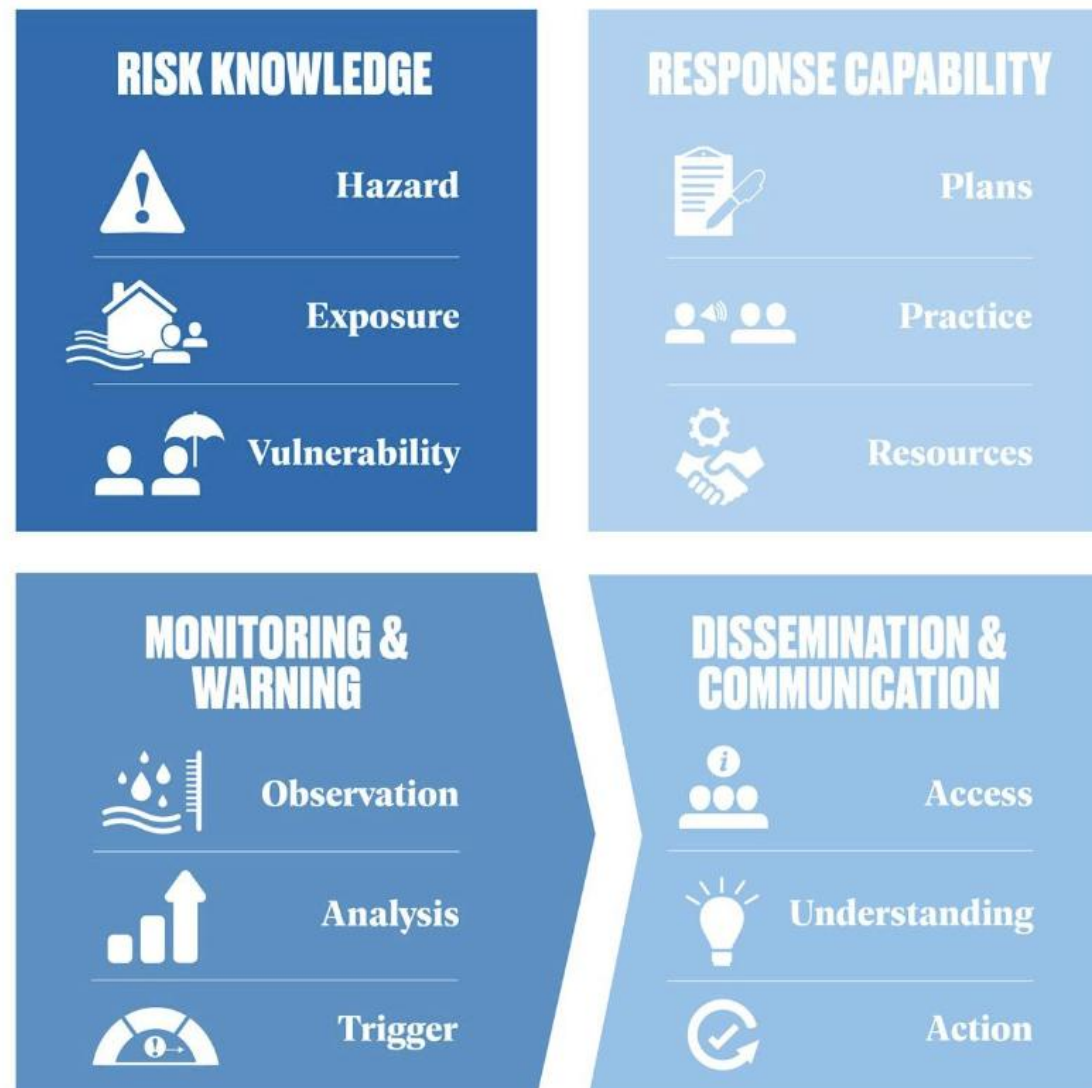 RISK KNOWLEDGE
Hazard
Exposure
Vulnerability
RESPONSE CAPABILITY
Plans
Practice
Resources
MONITORING &
WARNING
Observation
Analysis
Trigger
DISSEMINATION &
COMMUNICATION
i
Access
Understanding
Action